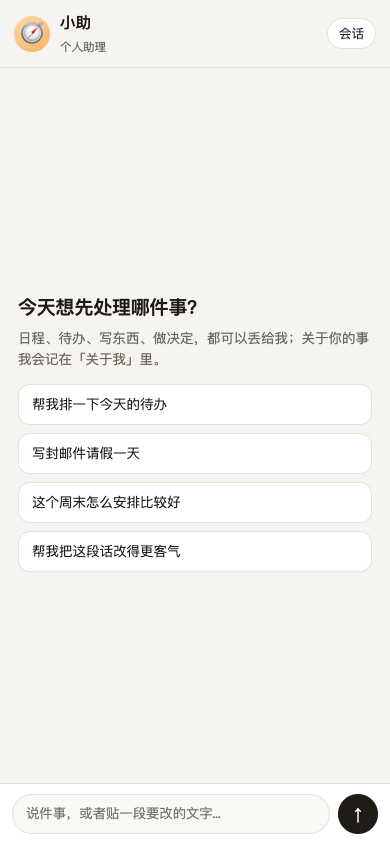 小助
个人助理
会话
今天想先处理哪件事?
日程、待办、写东西、做决定，都可以丢给我；关于你的事
我会记在「关于我」里。
帮我排一下今天的待办
写封邮件请假一天
这个周末怎么安排比较好
帮我把这段话改得更客气
说件事，或者贴一段要改的文字…
↑